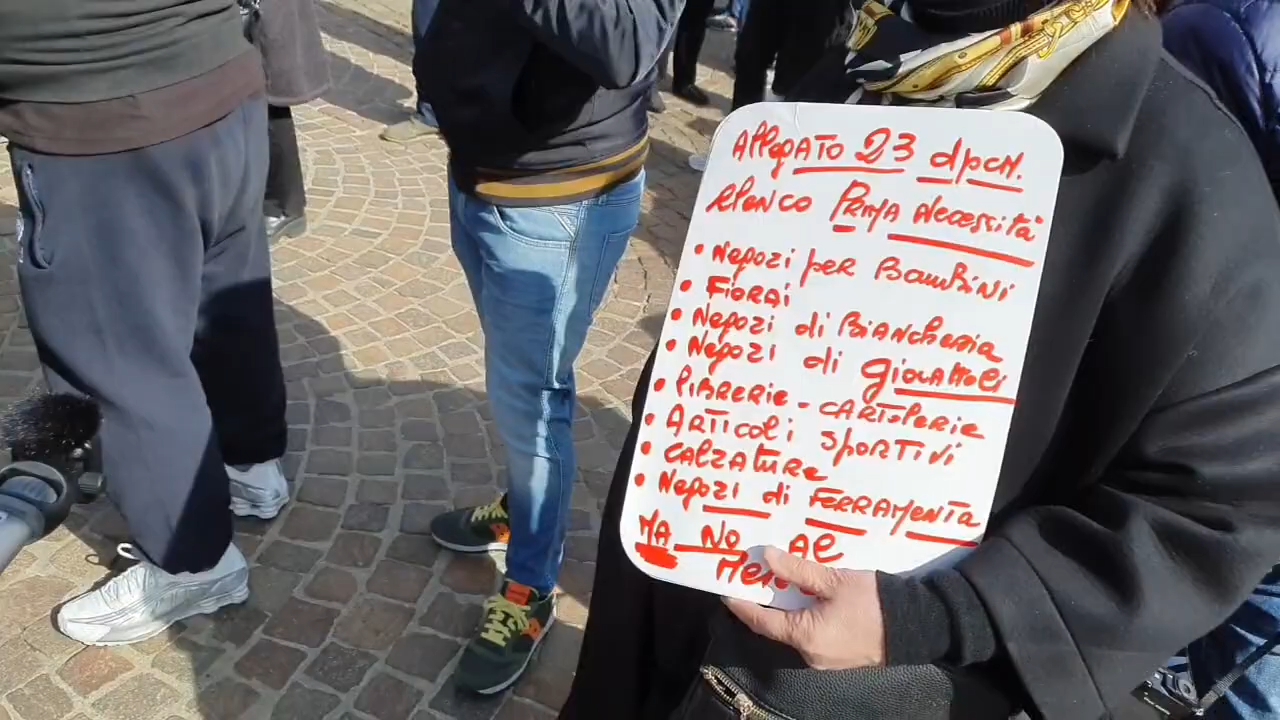 AllegATO 23 dpcM.
elenco PRIMA Necessità
• Negozi per BamBiNi
• FiORAi
• Negozi di BiANCheria
• Negozi di giocAttoli
• liBRERie - CARTolerie
• ARTicoli SpORTiVi
• CAlZATURe
• Negozi di FeRRAMenTA
MA NO Al